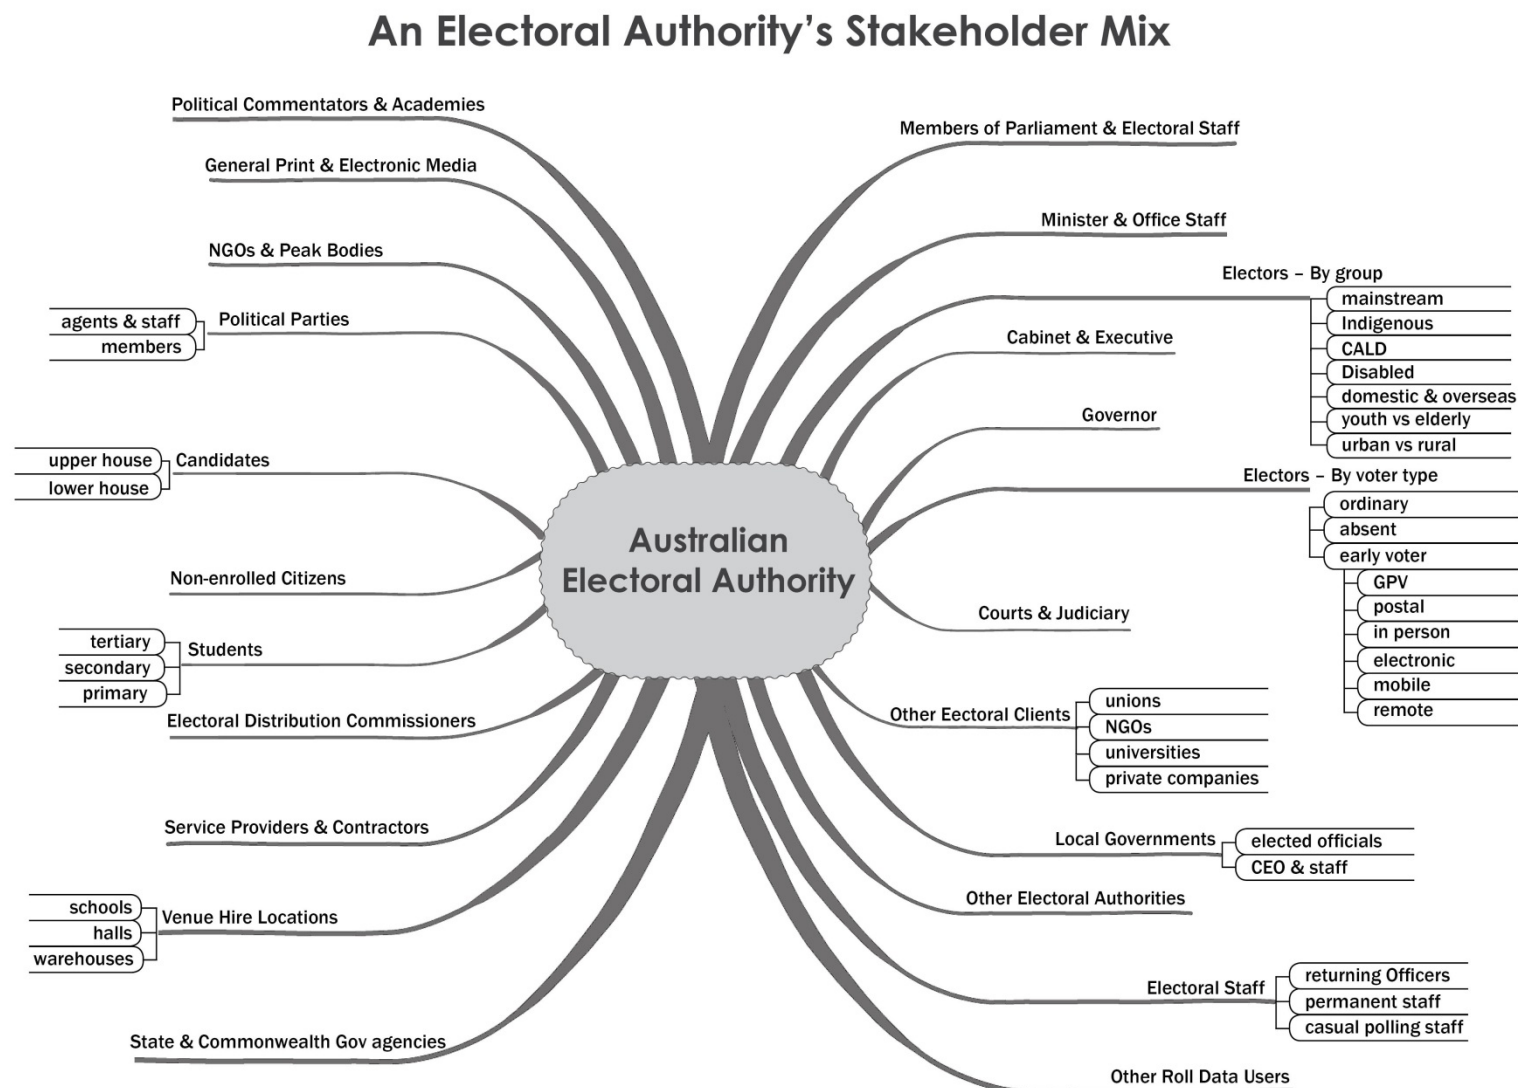 An Electoral Authority's Stakeholder Mix
Political Commentators & Academies
General Print & Electronic Media
NGOs & Peak Bodies
Political Parties
agents & staff
members
Candidates
upper house
lower house
Non-enrolled Citizens
Students
tertiary
secondary
primary
Electoral Distribution Commissioners
Service Providers & Contractors
Venue Hire Locations
schools
halls
warehouses
State & Commonwealth Gov agencies
Australian
Electoral Authority
Members of Parliament & Electoral Staff
Minister & Office Staff
Electors – By group
mainstream
Indigenous
CALD
Disabled
domestic & overseas
youth vs elderly
urban vs rural
Cabinet & Executive
Governor
Electors – By voter type
ordinary
absent
early voter
GPV
postal
in person
electronic
mobile
remote
Courts & Judiciary
Other Eectoral Clients
unions
NGOs
universities
private companies
Local Governments
elected officials
CEO & staff
Other Electoral Authorities
Electoral Staff
returning Officers
permanent staff
casual polling staff
Other Roll Data Users